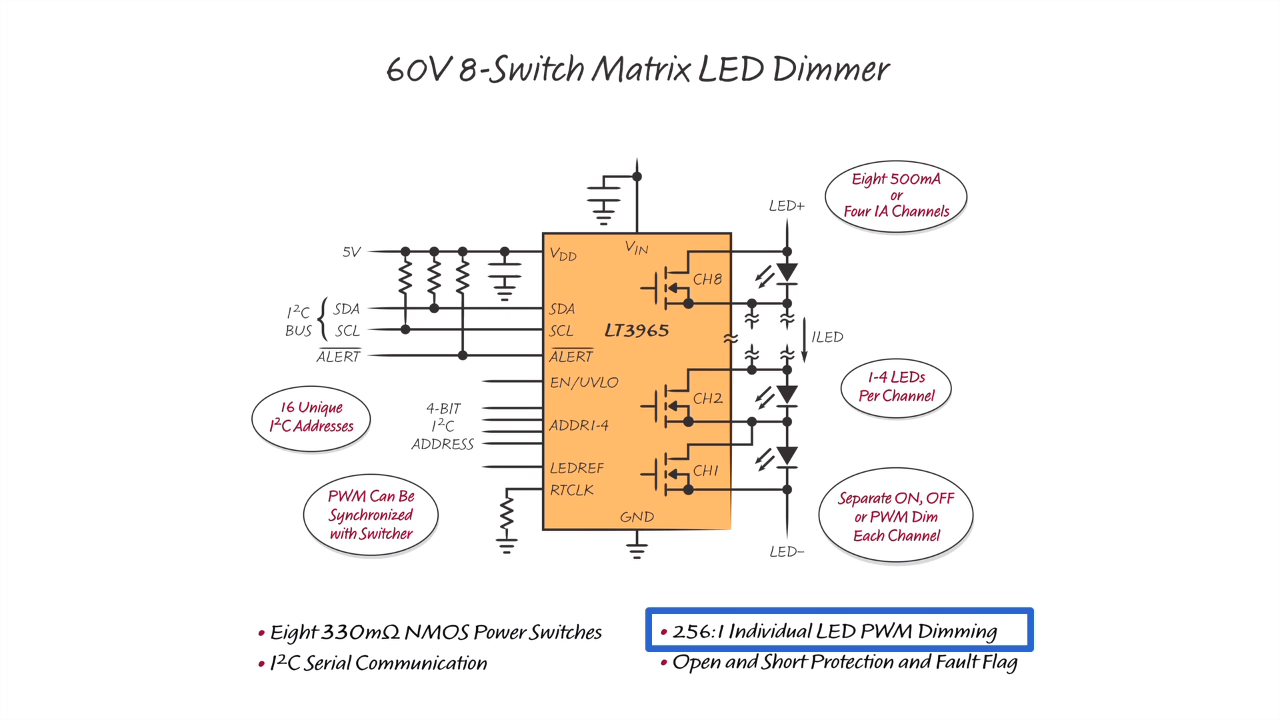 60V 8-Switch Matrix LED Dimmer
Eight 500mA
or
Four 1A Channels
LED+
5V
VDD
VIN
CH8
I²C
BUS
SDA
SCL
SDA
SCL
LT3965
ILED
ALERT
ALERT
EN/UVLO
1-4 LEDs
Per Channel
16 Unique
I²C Addresses
4-BIT
I²C
ADDRESS
ADDR1-4
CH2
LEDREF
CH1
RTCLK
PWM Can Be
Synchronized
with Switcher
GND
Separate ON, OFF
or PWM Dim
Each Channel
LED–
• Eight 330mΩ NMOS Power Switches
• I²C Serial Communication
• 256:1 Individual LED PWM Dimming
• Open and Short Protection and Fault Flag